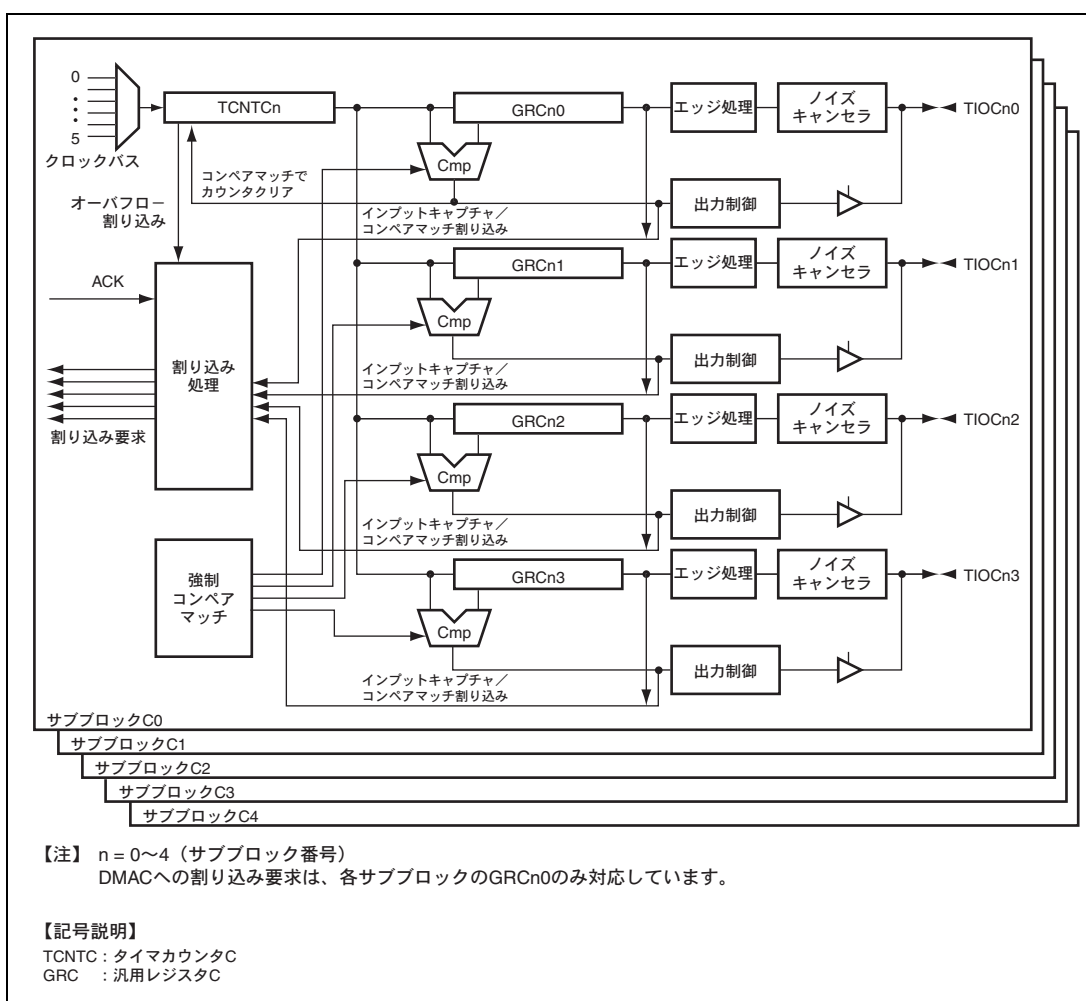 0
5
クロックバス
TCNTCn
GRCn0
エッジ処理
ノイズ
キャンセラ
TIOCn0
Cmp
コンペアマッチで
カウンタクリア
オーバフロー
割り込み
出力制御
インプットキャプチャ／
コンペアマッチ割り込み
GRCn1
エッジ処理
ノイズ
キャンセラ
TIOCn1
ACK
Cmp
割り込み
処理
出力制御
インプットキャプチャ／
コンペアマッチ割り込み
割り込み要求
GRCn2
エッジ処理
ノイズ
キャンセラ
TIOCn2
Cmp
出力制御
インプットキャプチャ／
コンペアマッチ割り込み
強制
コンペア
マッチ
GRCn3
エッジ処理
ノイズ
キャンセラ
TIOCn3
Cmp
出力制御
インプットキャプチャ／
コンペアマッチ割り込み
サブブロックC0
サブブロックC1
サブブロックC2
サブブロックC3
サブブロックC4
【注】 n = 0～4（サブブロック番号）
DMACへの割り込み要求は、各サブブロックのGRCn0のみ対応しています。
【記号説明】
TCNTC：タイマカウンタC
GRC ：汎用レジスタC